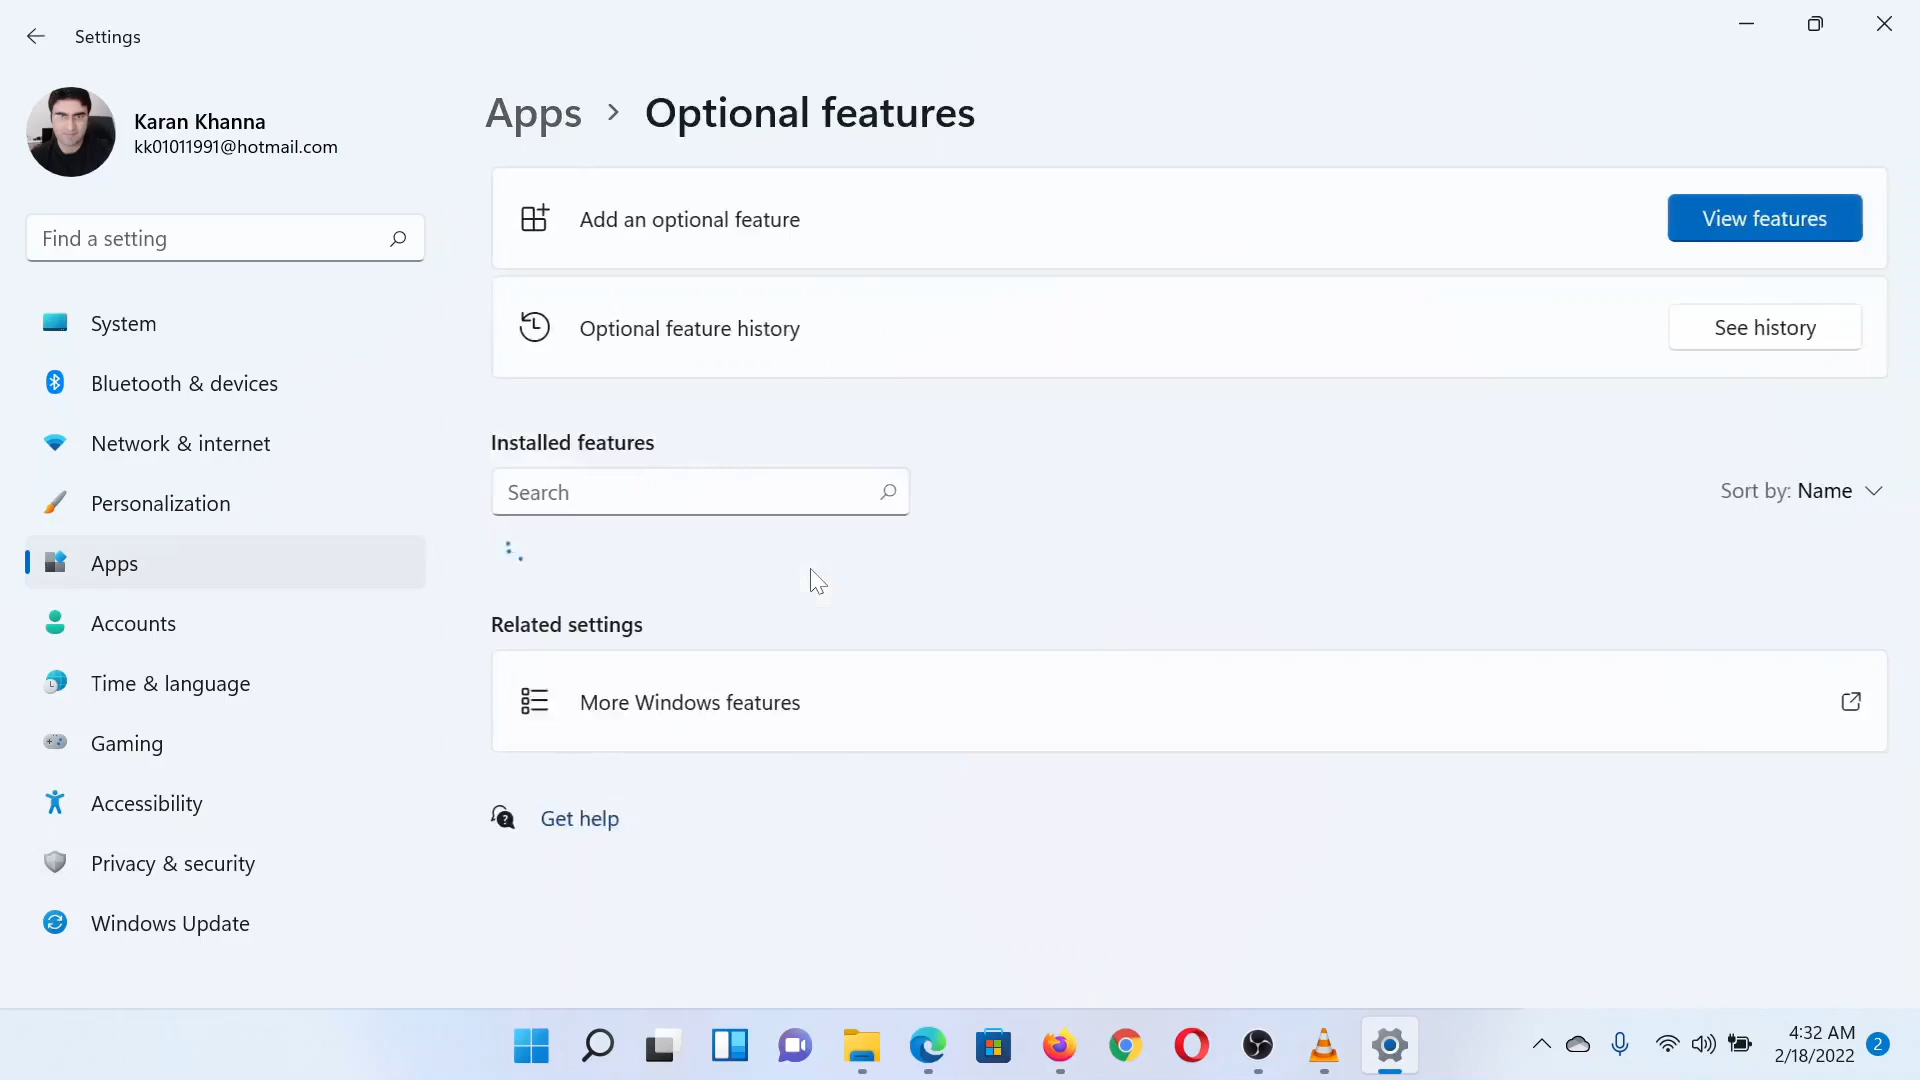 Settings
Karan Khanna
kk01011991@hotmail.com
Find a setting
System
Bluetooth & devices
Network & internet
Personalization
Apps
Accounts
Time & language
Gaming
Accessibility
Privacy & security
Windows Update
Apps > Optional features
Add an optional feature
View features
Optional feature history
See history
Installed features
Search
Sort by: Name
Related settings
More Windows features
Get help
4:32 AM
2/18/2022
2